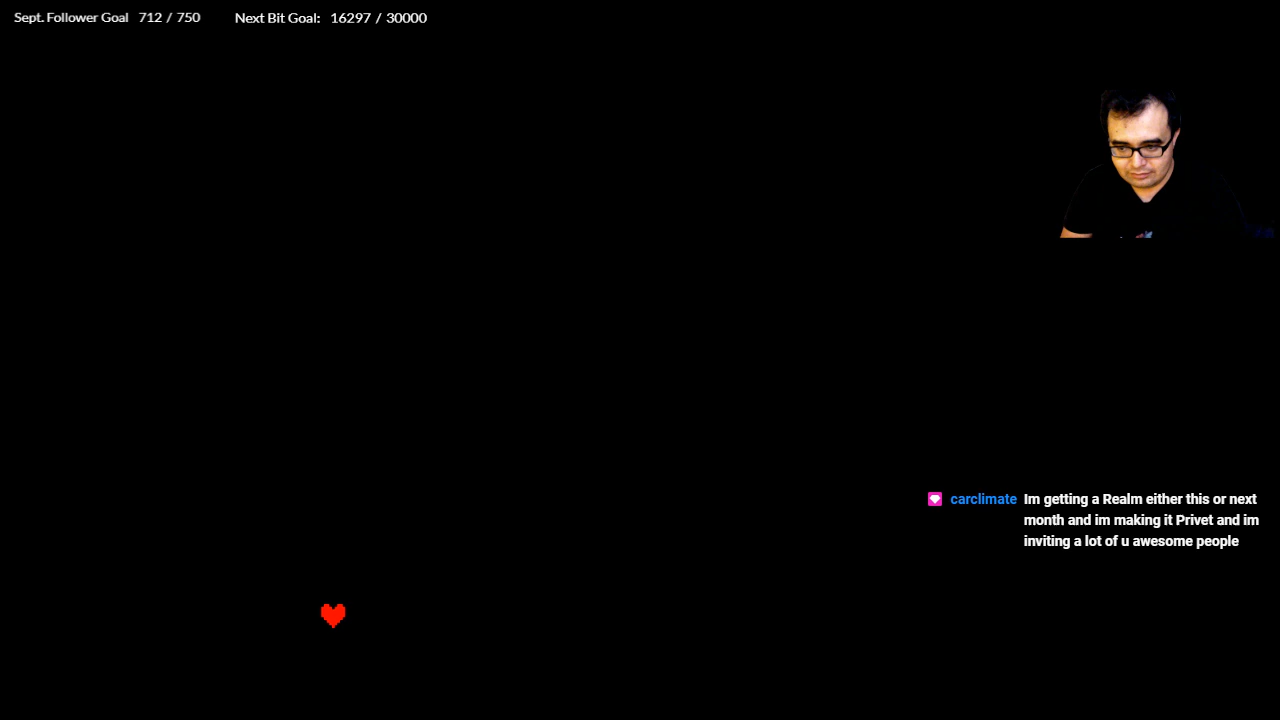 Sept. Follower Goal 712 / 750 Next Bit Goal: 16297 / 30000
carclimate Im getting a Realm either this or next
month and im making it Privet and im
inviting a lot of u awesome people